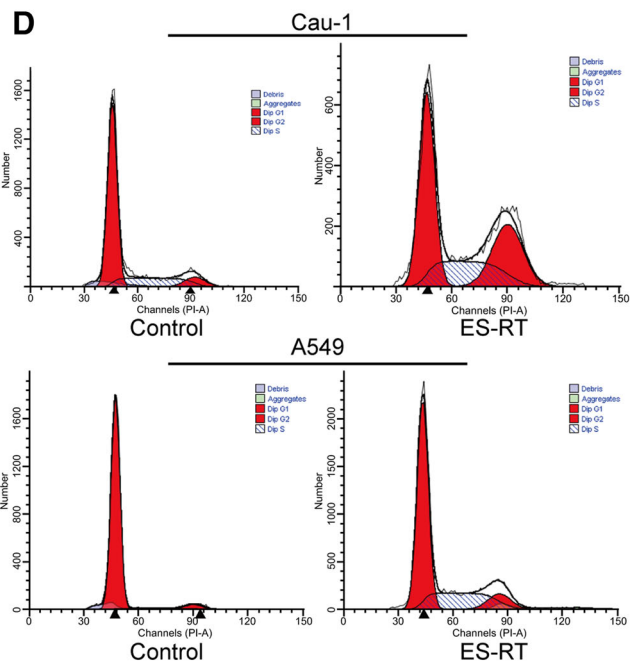 D
Cau-1
1600
1200
800
400
Number
Debris
Aggregates
Dip G1
Dip G2
Dip S
0 30 60 90 120 150
Channels (PI-A)
Control
600
400
200
Number
Debris
Aggregates
Dip G1
Dip G2
Dip S
0 30 60 90 120 150
Channels (PI-A)
ES-RT
A549
1600
1200
800
400
0
Number
Debris
Aggregates
Dip G1
Dip G2
Dip S
0 30 60 90 120 150
Channels (PI-A)
Control
2000
1500
1000
500
0
Number
Debris
Aggregates
Dip G1
Dip G2
Dip S
0 30 60 90 120 150
Channels (PI-A)
ES-RT